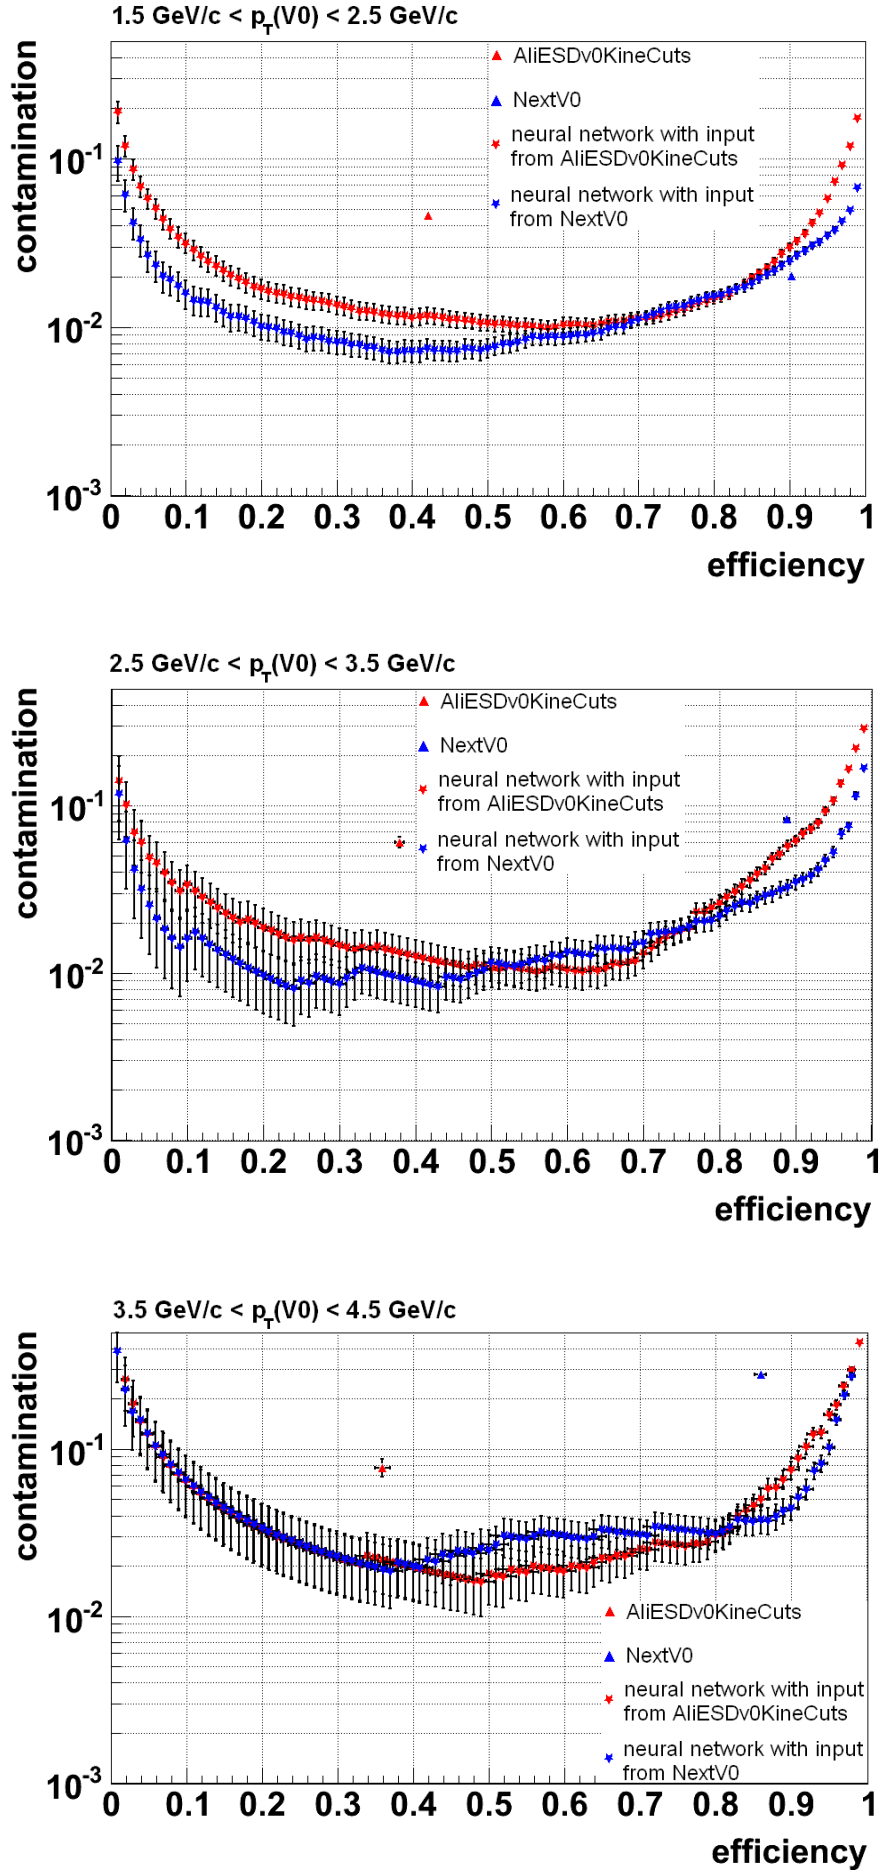 1.5 GeV/c < pT(V0) < 2.5 GeV/c
contamination
10-1
10-2
10-3
AliESDv0KineCuts
NextV0
neural network with input
from AliESDv0KineCuts
neural network with input
from NextV0
0 0.1 0.2 0.3 0.4 0.5 0.6 0.7 0.8 0.9 1
efficiency
2.5 GeV/c < pT(V0) < 3.5 GeV/c
contamination
10-1
10-2
10-3
AliESDv0KineCuts
NextV0
neural network with input
from AliESDv0KineCuts
neural network with input
from NextV0
0 0.1 0.2 0.3 0.4 0.5 0.6 0.7 0.8 0.9 1
efficiency
3.5 GeV/c < pT(V0) < 4.5 GeV/c
contamination
10-1
10-2
10-3
AliESDv0KineCuts
NextV0
neural network with input
from AliESDv0KineCuts
neural network with input
from NextV0
0 0.1 0.2 0.3 0.4 0.5 0.6 0.7 0.8 0.9 1
efficiency